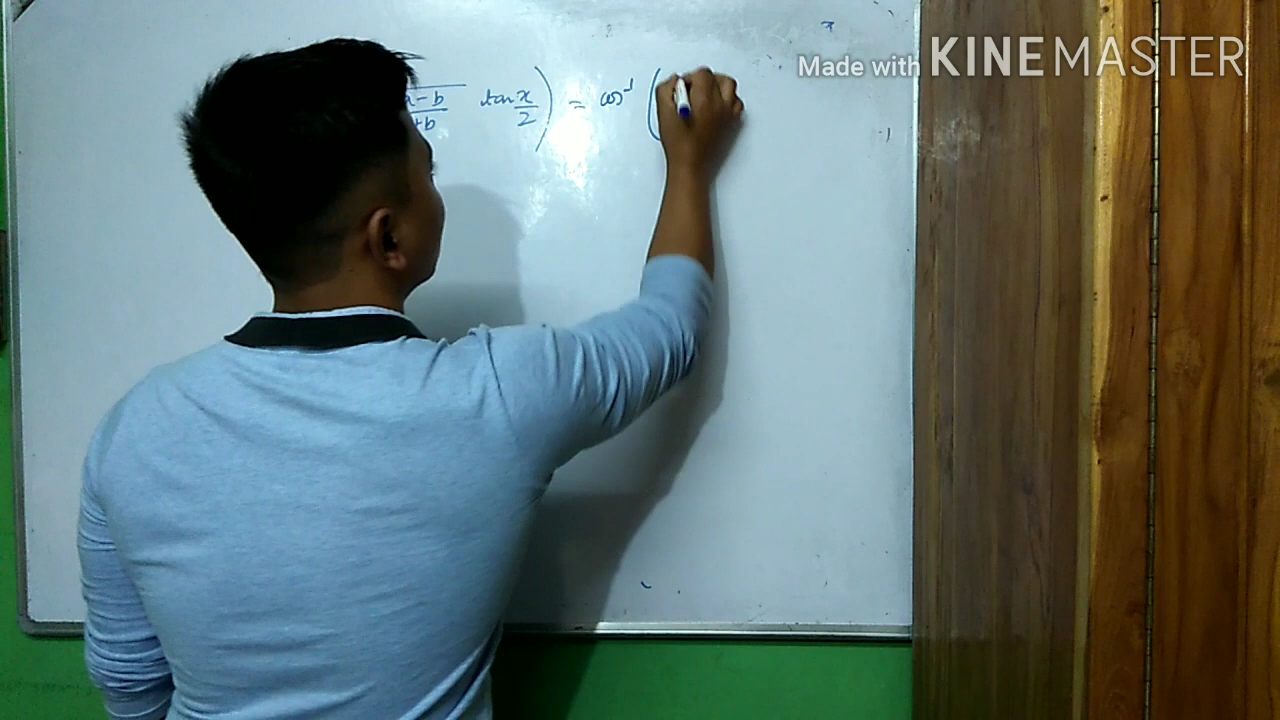 a-b/+b tan x/2) = cos⁻¹(
x
Made with KINEMASTER